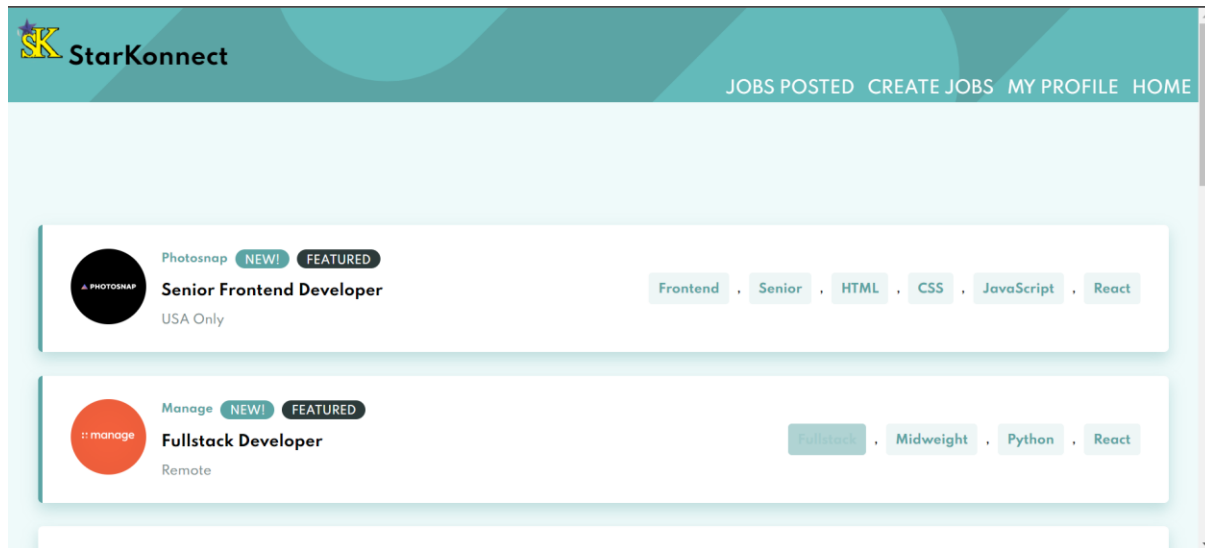 SK StarKonnect
JOBS POSTED CREATE JOBS MY PROFILE HOME
PHOTOSNAP
Photosnap NEW! FEATURED
Senior Frontend Developer
USA Only
Frontend , Senior , HTML , CSS , JavaScript , React
manage
Manage NEW! FEATURED
Fullstack Developer
Remote
Fullstack , Midweight , Python , React